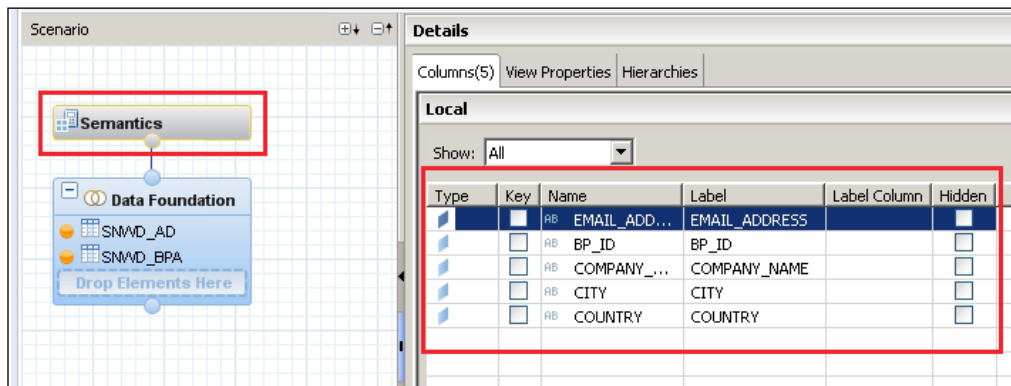 Scenario
Semantics
Data Foundation
SNWD_AD
SNWD_BPA
Drop Elements Here
Details
Columns(5) View Properties Hierarchies
Local
Show: All
Type Key Name Label Label Column Hidden
AB EMAIL_ADD... EMAIL_ADDRESS
AB BP_ID BP_ID
AB COMPANY_... COMPANY_NAME
AB CITY CITY
AB COUNTRY COUNTRY